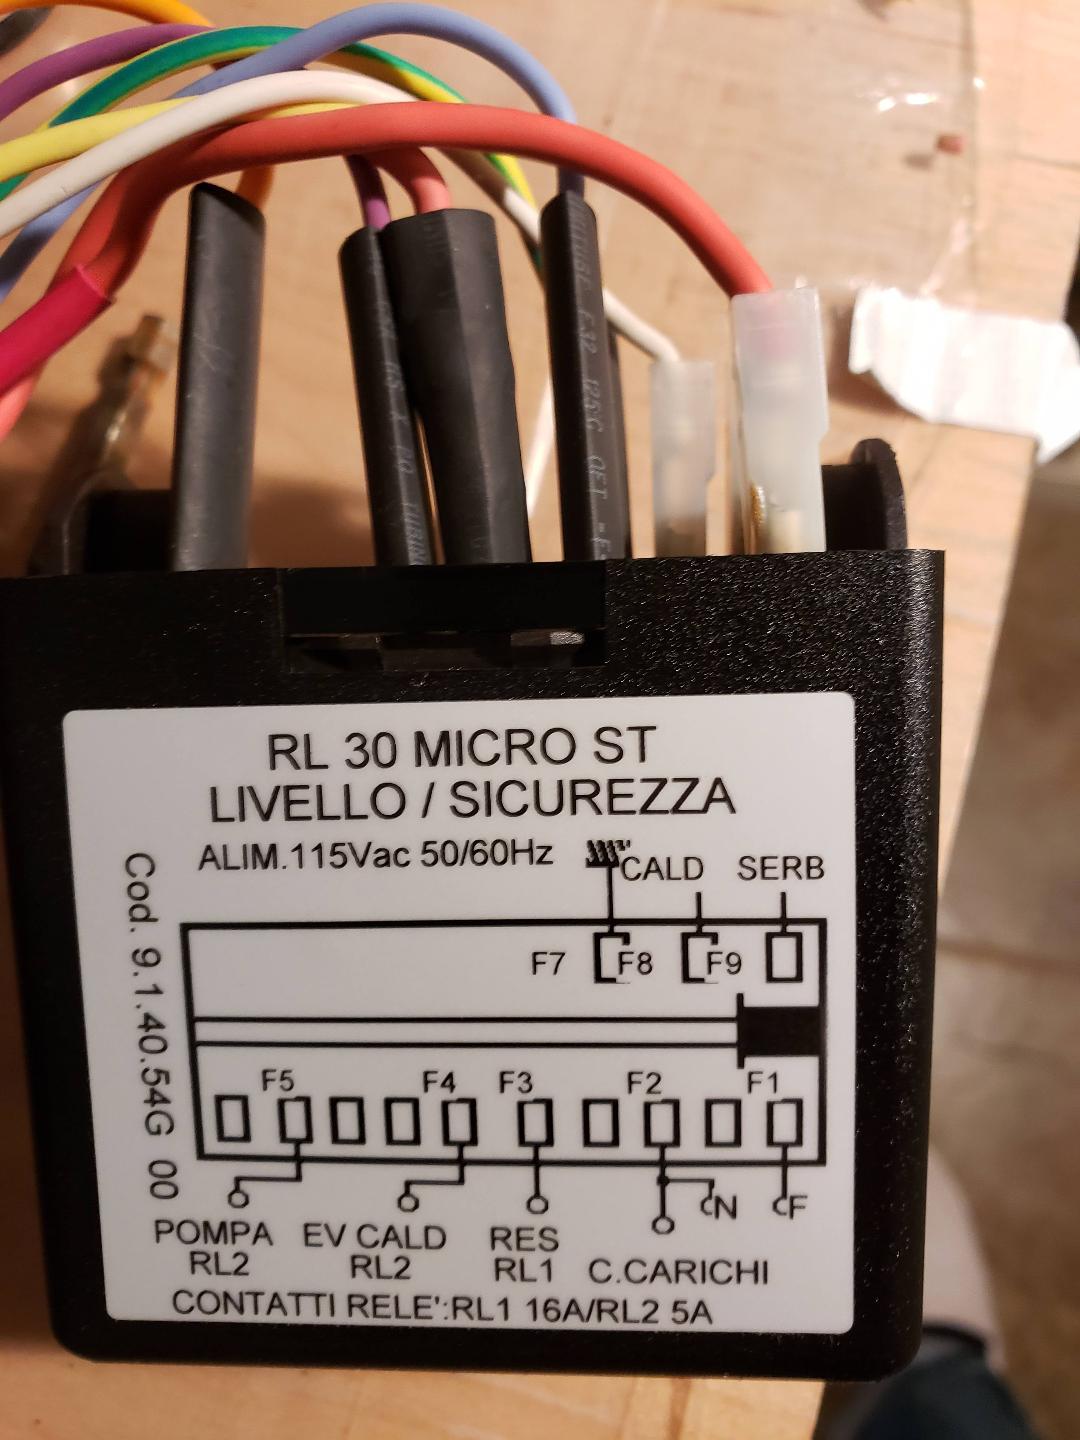 RL 30 MICRO ST
LIVELLO / SICUREZZA
ALIM.115Vac 50/60Hz
CALD SERB
F7 F8 F9
Cod. 9.1.40.54G 00
F5 F4 F3 F2 F1
N F
POMPA EV CALD RES
RL2 RL2 RL1 C.CARICHI
CONTATTI RELE':RL1 16A/RL2 5A